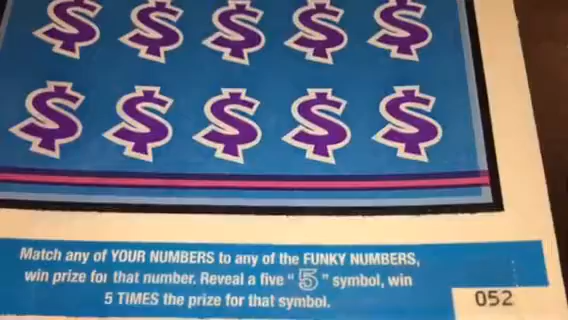 $ $ $ $ $
$ $ $ $ $
Match any of YOUR NUMBERS to any of the FUNKY NUMBERS,
win prize for that number. Reveal a five "5" symbol, win
5 TIMES the prize for that symbol.
052